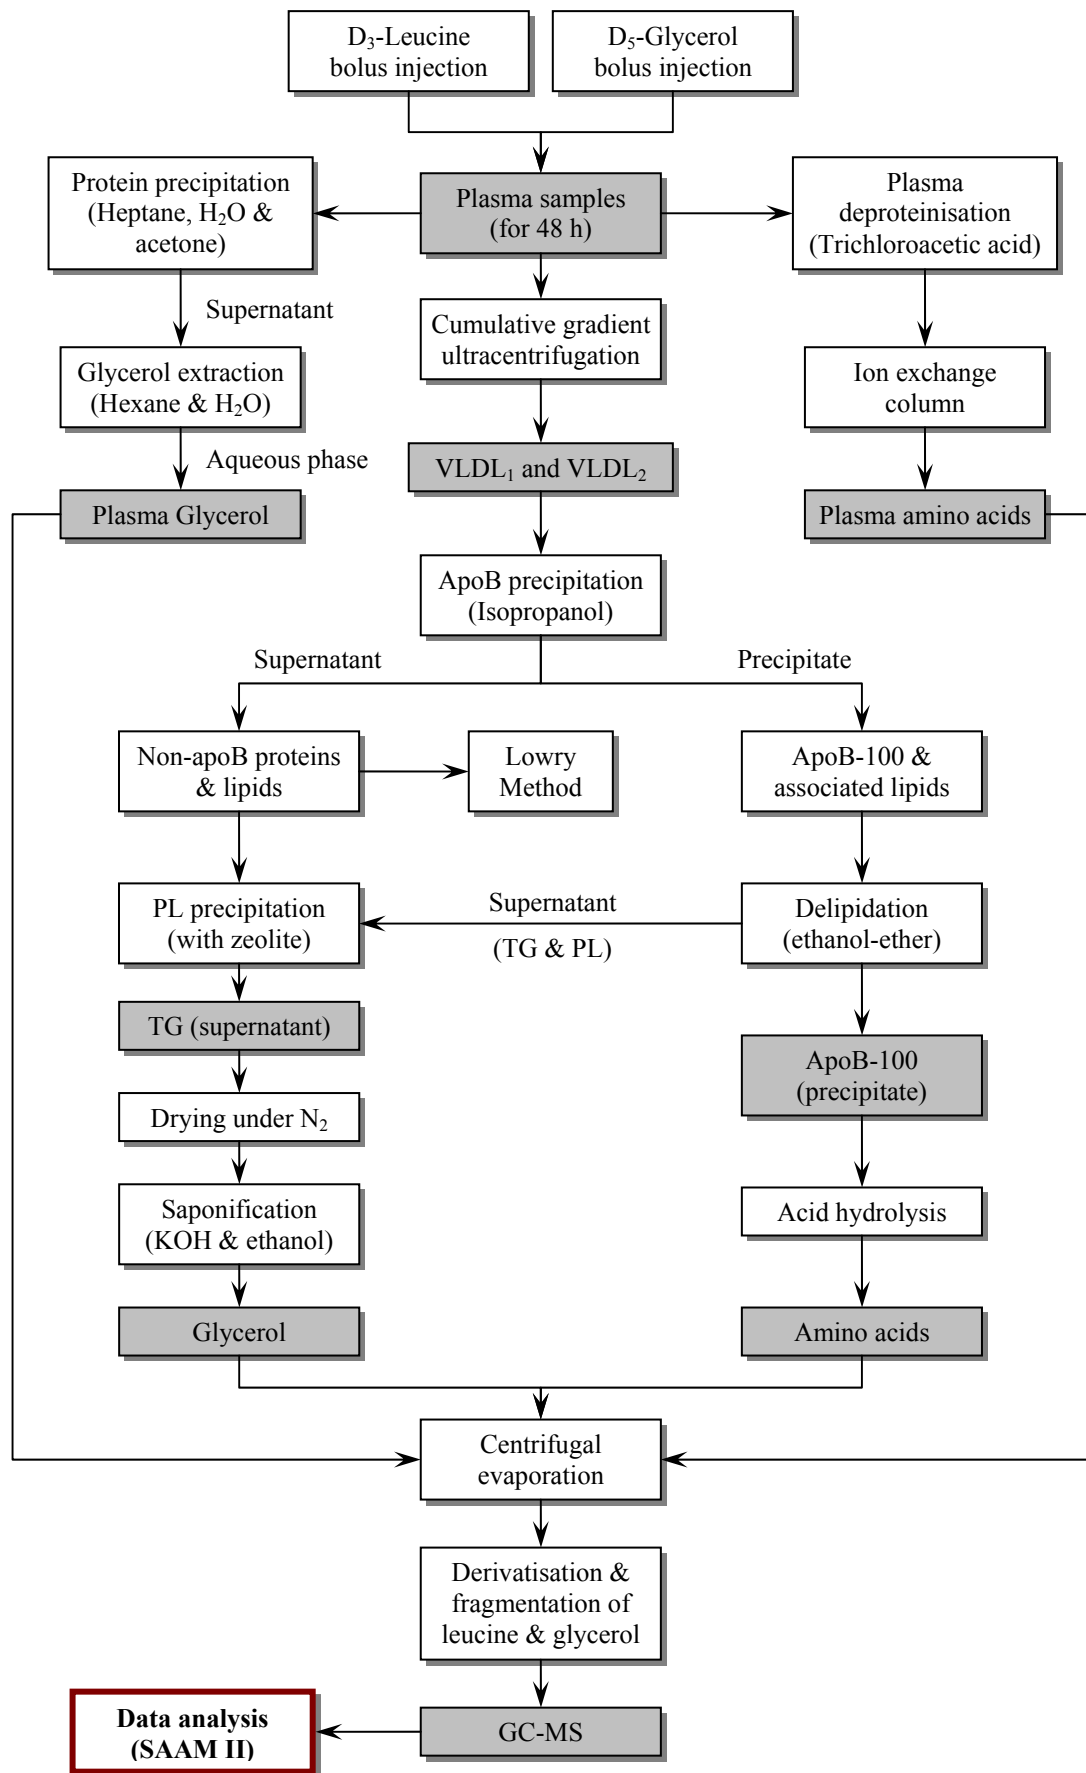 D₃-Leucine
bolus injection
D₅-Glycerol
bolus injection
Protein precipitation
(Heptane, H₂O &
acetone)
Plasma samples
(for 48 h)
Plasma
deproteinisation
(Trichloroacetic acid)
Supernatant
Cumulative gradient
ultracentrifugation
Glycerol extraction
(Hexane & H₂O)
Ion exchange
column
Aqueous phase
VLDL₁ and VLDL₂
Plasma Glycerol
Plasma amino acids
ApoB precipitation
(Isopropanol)
Supernatant
Precipitate
Non-apoB proteins
& lipids
Lowry
Method
ApoB-100 &
associated lipids
PL precipitation
(with zeolite)
Supernatant
(TG & PL)
Delipidation
(ethanol-ether)
TG (supernatant)
ApoB-100
(precipitate)
Drying under N₂
Saponification
(KOH & ethanol)
Acid hydrolysis
Glycerol
Amino acids
Centrifugal
evaporation
Derivatisation &
fragmentation of
leucine & glycerol
Data analysis
(SAAM II)
GC-MS